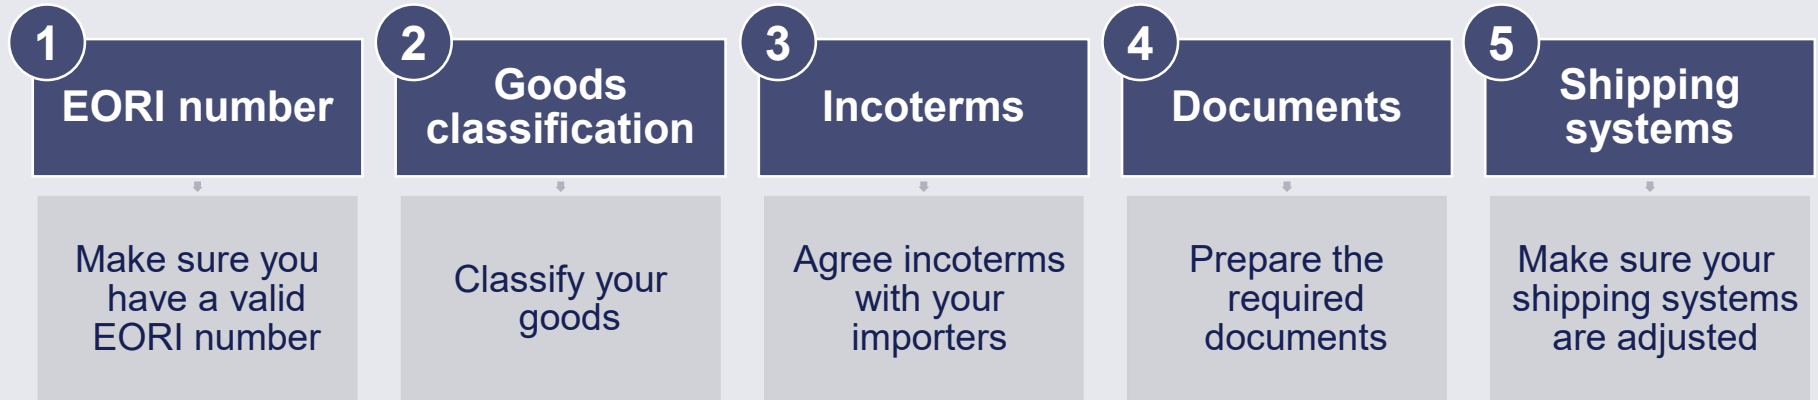 1
EORI number
Make sure you
have a valid
EORI number
2
Goods
classification
Classify your
goods
3
Incoterms
Agree incoterms
with your
importers
4
Documents
Prepare the
required
documents
5
Shipping
systems
Make sure your
shipping systems
are adjusted